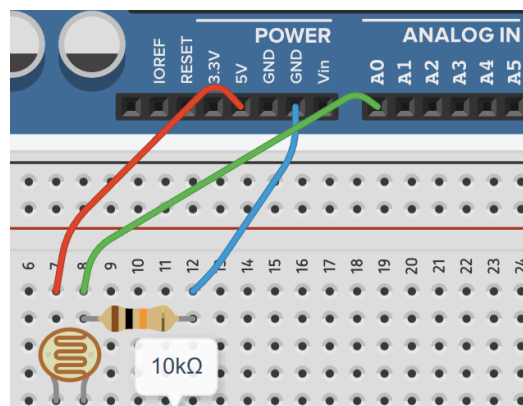 POWER
ANALOG IN
IOREF
RESET
3.3V
5V
GND
GND
Vin
A0
A1
A2
A3
A4
A5
6 7 8 9 10 11 12 13 14 15 16 17 18 19 20 21 22 23 24
10kΩ